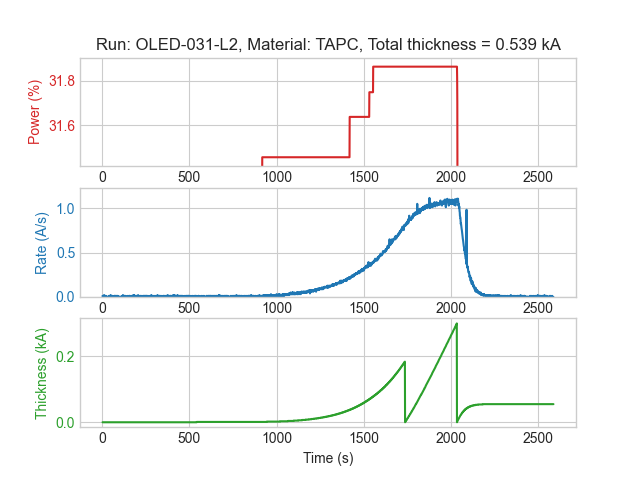 Run: OLED-031-L2, Material: TAPC, Total thickness = 0.539 kA
Power (%)
31.8
31.6
0 500 1000 1500 2000 2500
Rate (A/s)
1.0
0.5
0.0
0 500 1000 1500 2000 2500
Thickness (kA)
0.2
0.0
0 500 1000 1500 2000 2500
Time (s)